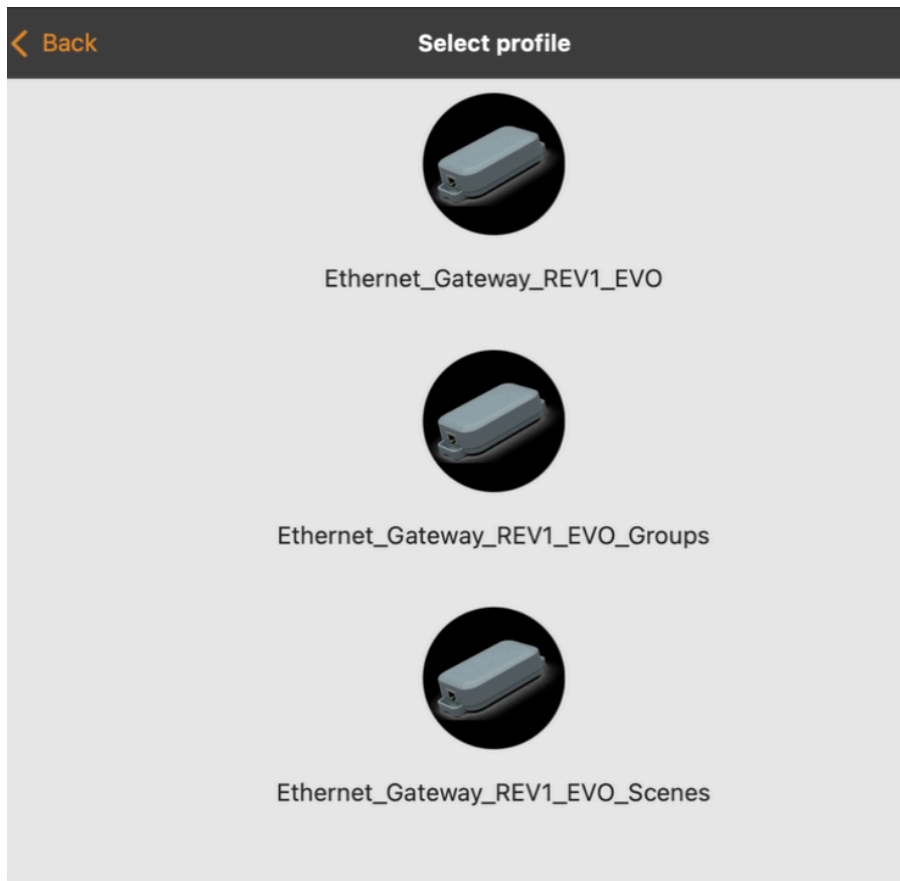 Back
Select profile
Ethernet_Gateway_REV1_EVO
Ethernet_Gateway_REV1_EVO_Groups
Ethernet_Gateway_REV1_EVO_Scenes